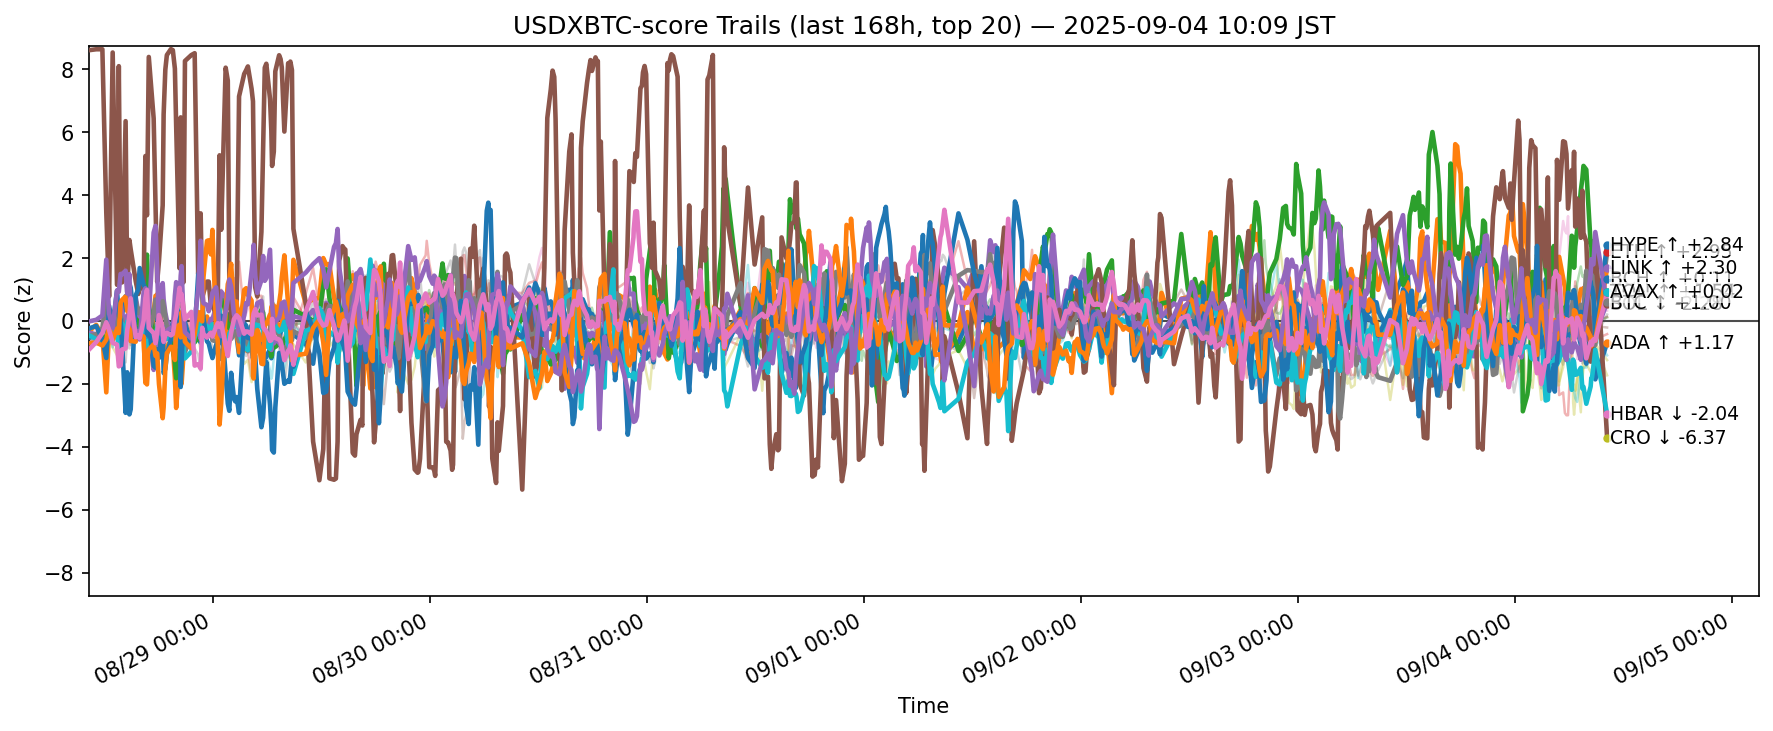 USDXBTC-score Trails (last 168h, top 20) — 2025-09-04 10:09 JST
Score (z)
8
6
4
2
0
−2
−4
−6
−8
HYPE ↑ +2.84
LINK ↑ +2.30
AVAX ↑ +0.02
BTC ↑
ADA ↑ +1.17
HBAR ↓ -2.04
CRO ↓ -6.37
08/29 00:00
08/30 00:00
08/31 00:00
09/01 00:00
09/02 00:00
09/03 00:00
09/04 00:00
09/05 00:00
Time